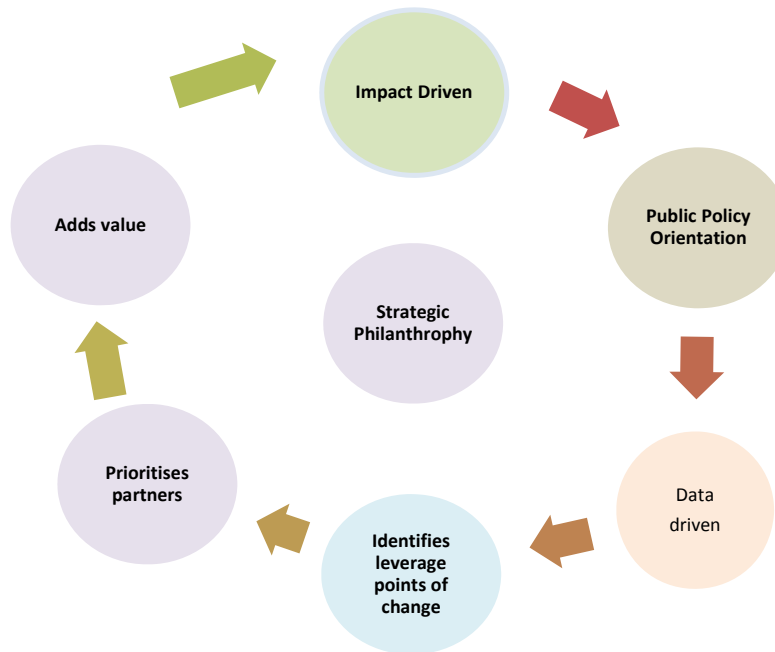 Impact Driven
Public Policy
Orientation
Data
driven
Identifies
leverage
points of
change
Prioritises
partners
Adds value
Strategic
Philanthrophy